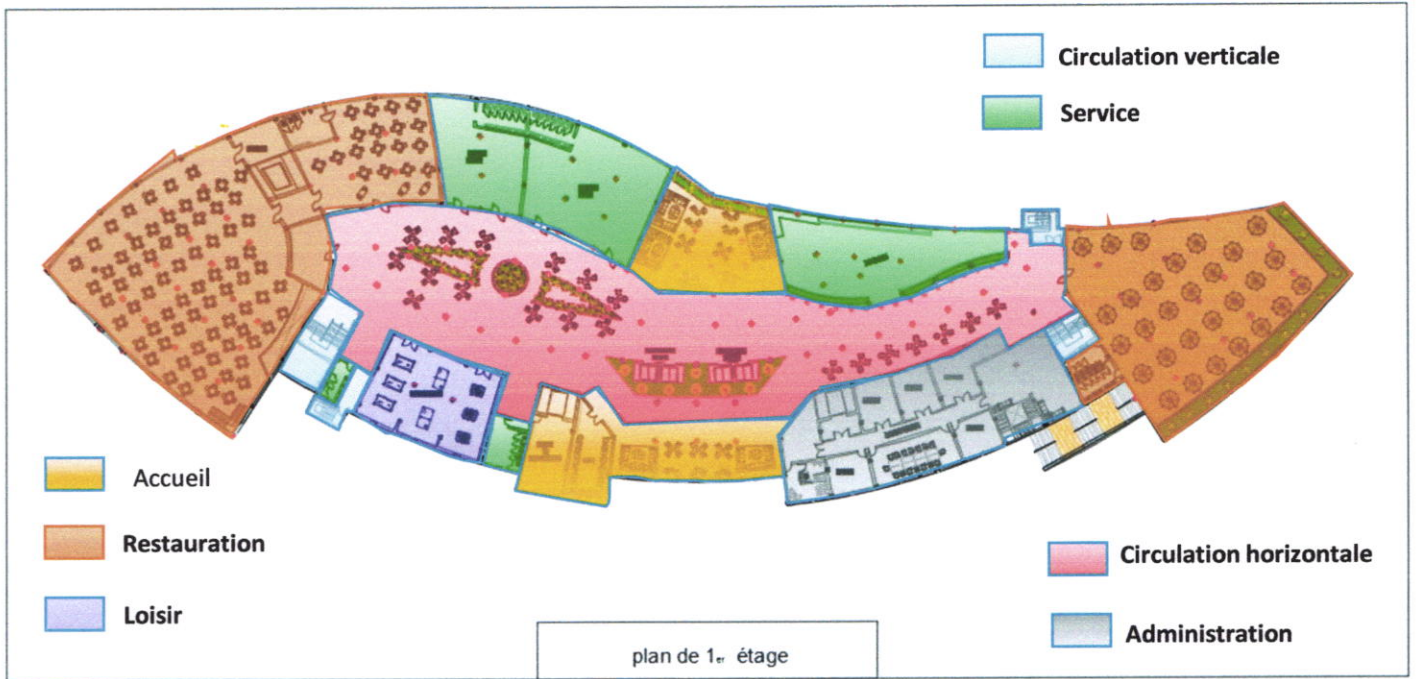 Circulation verticale
Service
Accueil
Restauration
Loisir
Circulation horizontale
Administration
plan de 1er étage